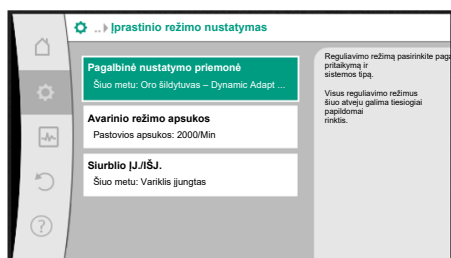 .. Įprastinio režimo nustatymas
Pagalbinė nustatymo priemonė
Šiuo metu: Oro šildytuvas – Dynamic Adapt ...
Avarinio režimo apsukos
Pastovios apsukos: 2000/Min
Siurblio ĮJ./IŠJ.
Šiuo metu: Variklis įjungtas
Reguliavimo režimą pasirinkite paga
pritaikymą ir
sistemos tipą.
Visus reguliavimo režimus
šiuo atveju galima tiesiogiai
papildomai
rinktis.
?